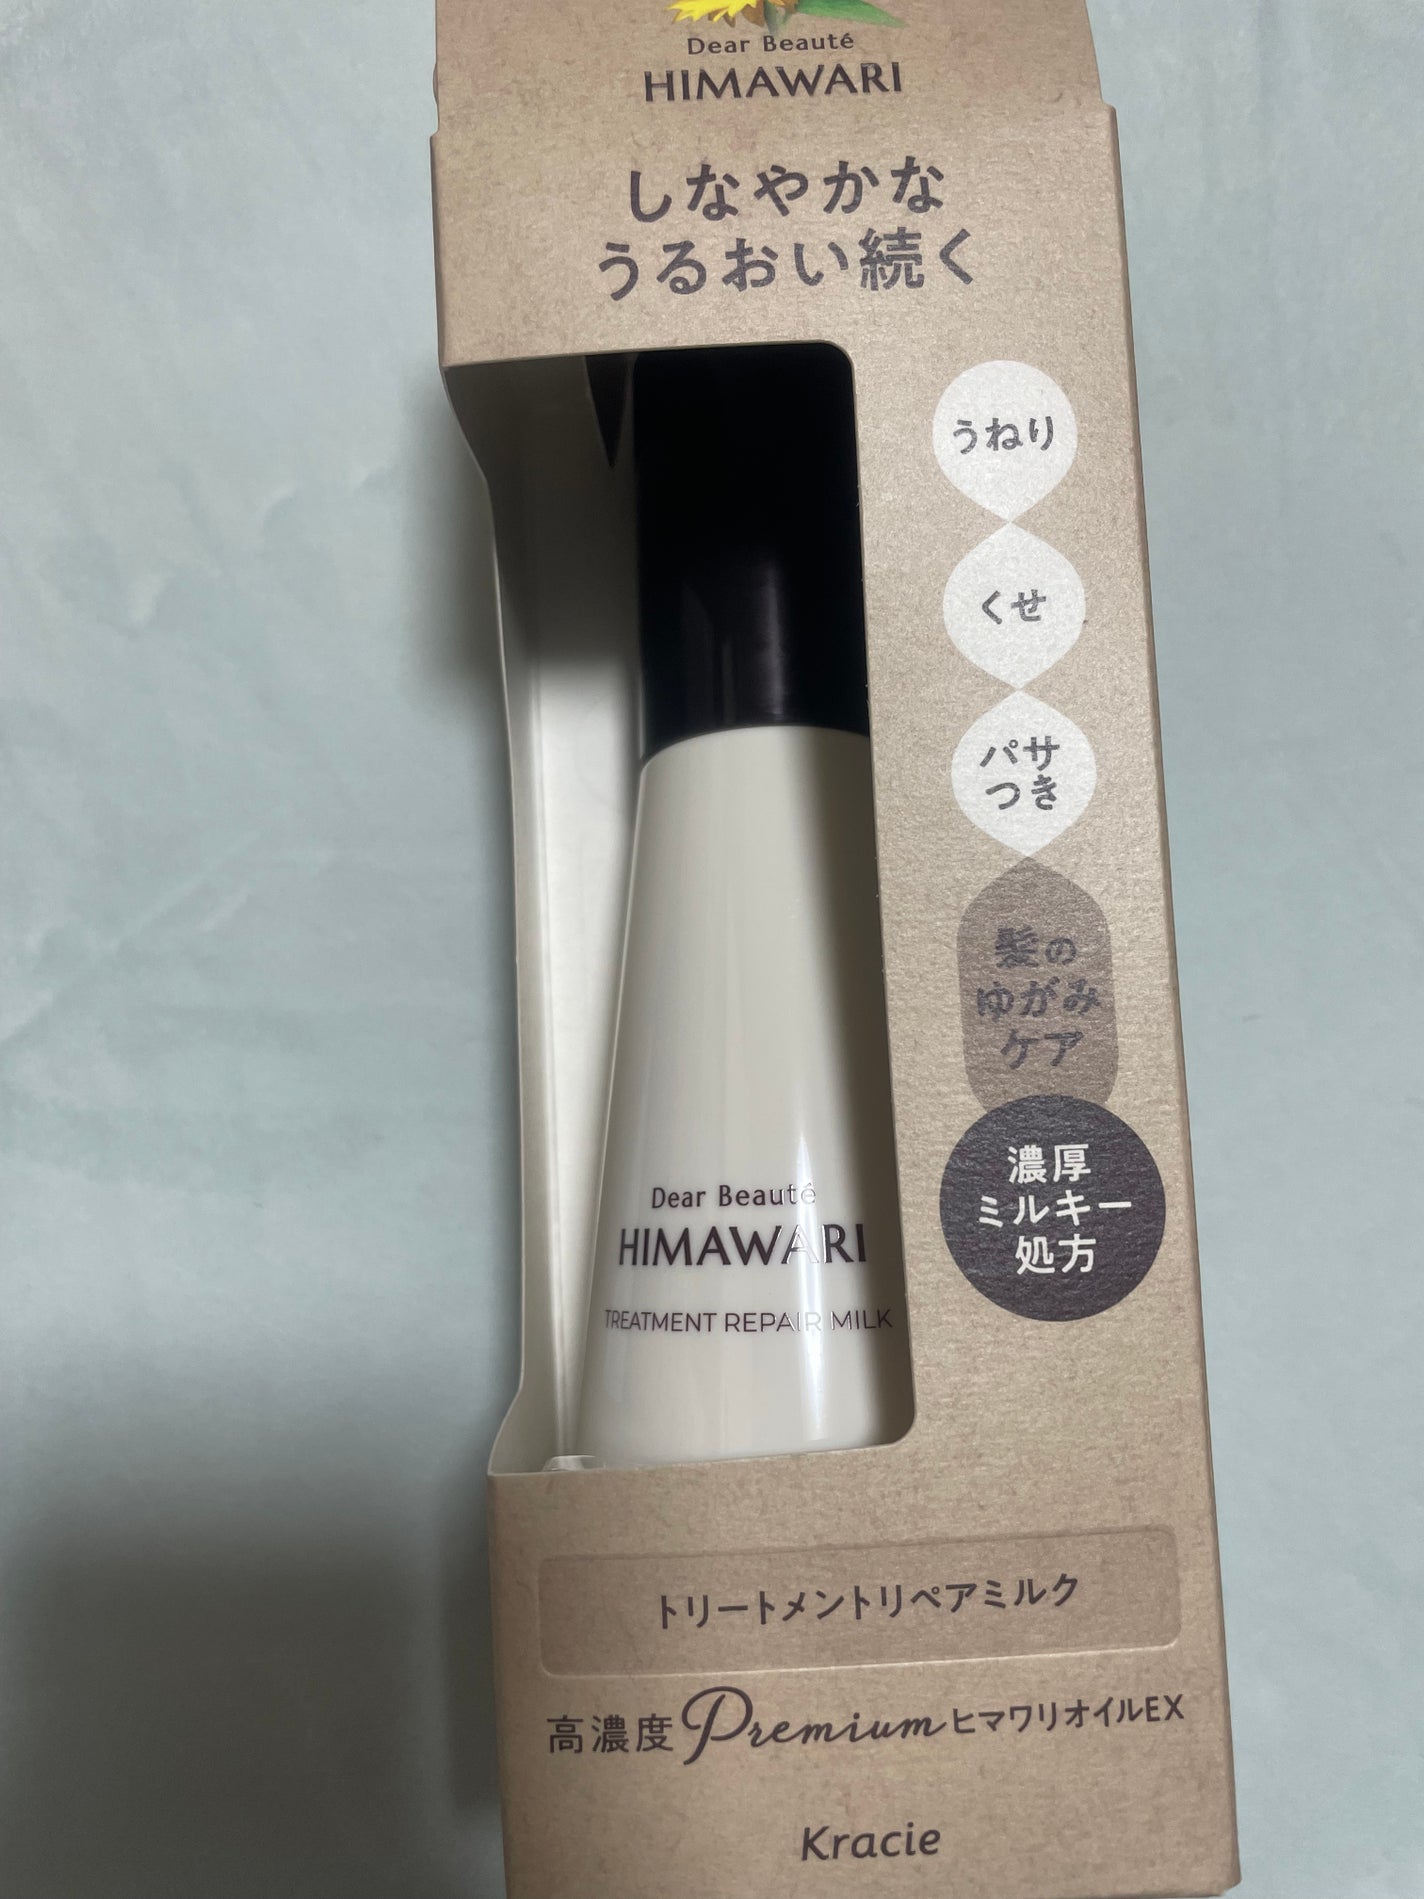 Dear Beauté
HIMAWARI
しなやかな
うるおい続く
うねり
くせ
パサ
つき
髪の
ゆがみ
ケア
濃厚
ミルキー
処方
Dear Beauté
HIMAWARI
TREATMENT REPAIR MILK
トリートメントリペアミルク
高濃度PremiumヒマワリオイルEX
Kracie